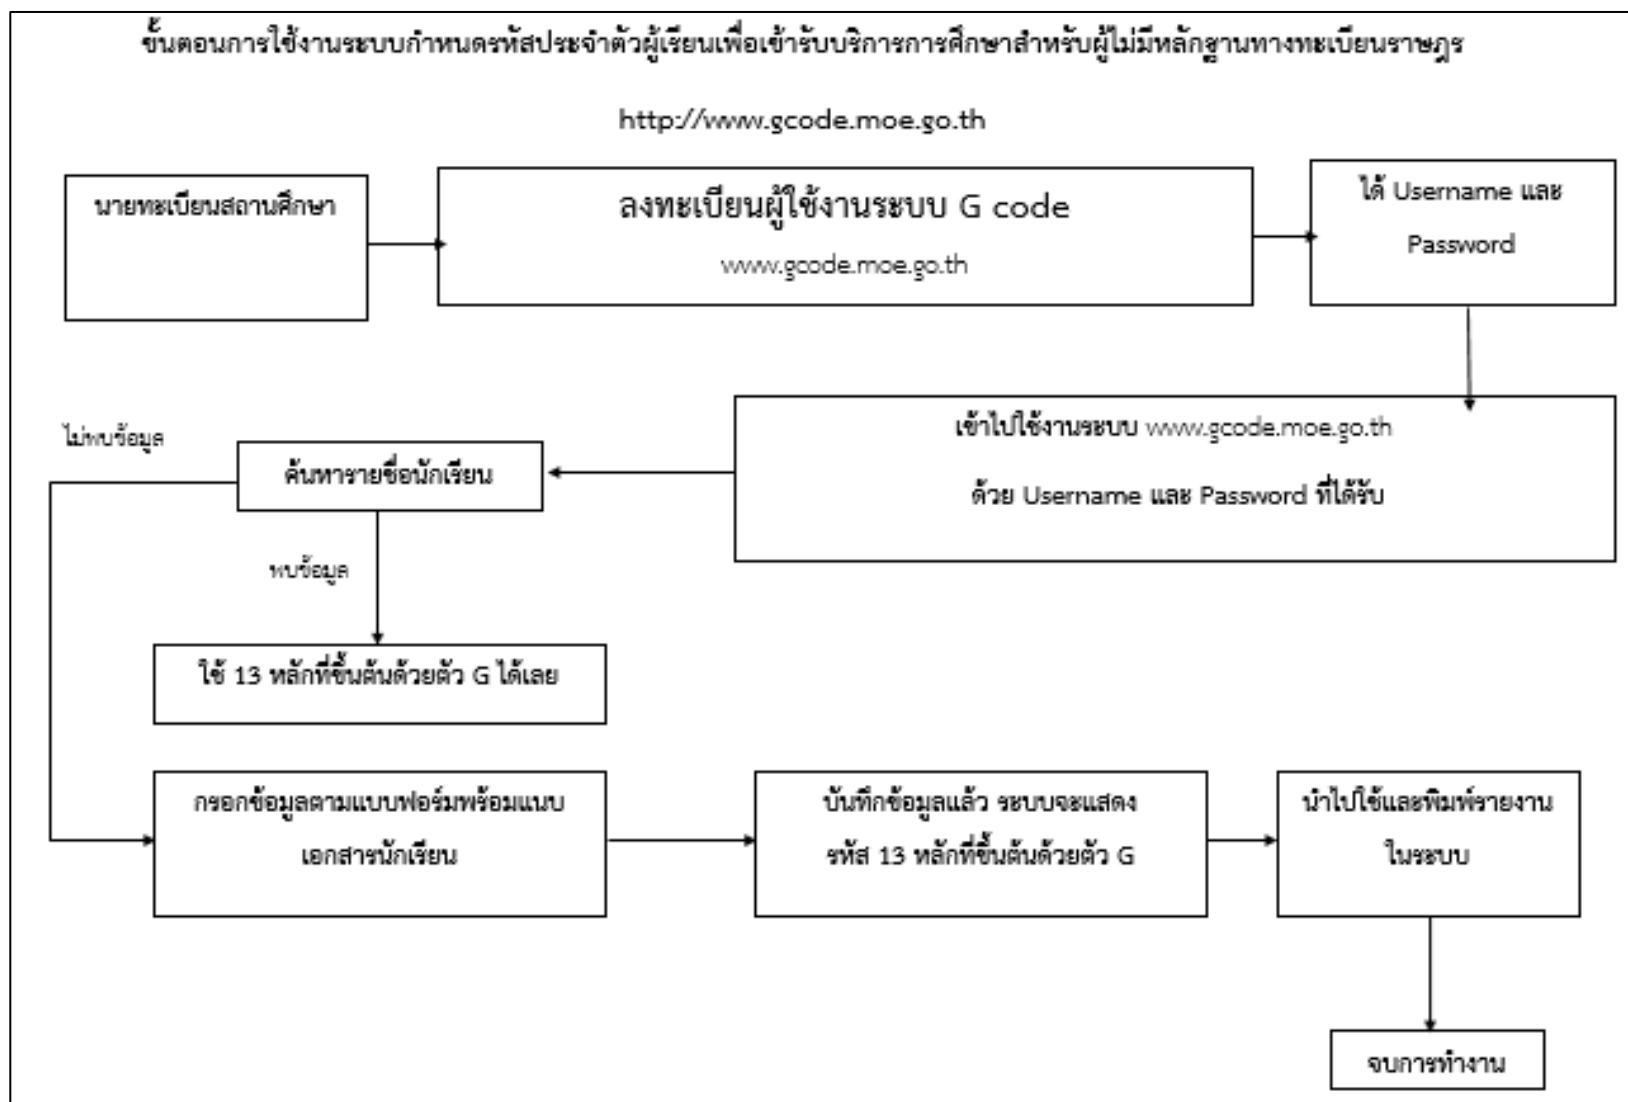 ขั้นตอนการใช้งานระบบกำหนดรหัสประจำตัวผู้เรียนเพื่อเข้ารับบริการการศึกษาสำหรับผู้ไม่มีหลักฐานทางทะเบียนราษฎร
http://www.gcode.moe.go.th
นายทะเบียนสถานศึกษา
ลงทะเบียนผู้ใช้งานระบบ G code
www.gcode.moe.go.th
ได้ Username และ
Password
เข้าไปใช้งานระบบ www.gcode.moe.go.th
ด้วย Username และ Password ที่ได้รับ
ไม่พบข้อมูล
ค้นหารายชื่อนักเรียน
พบข้อมูล
ใช้ 13 หลักที่ขึ้นต้นด้วยตัว G ได้เลย
กรอกข้อมูลตามแบบฟอร์มพร้อมแนบ
เอกสารนักเรียน
บันทึกข้อมูลแล้ว ระบบจะแสดง
รหัส 13 หลักที่ขึ้นต้นด้วยตัว G
นำไปใช้และพิมพ์รายงาน
ในระบบ
จบการทำงาน